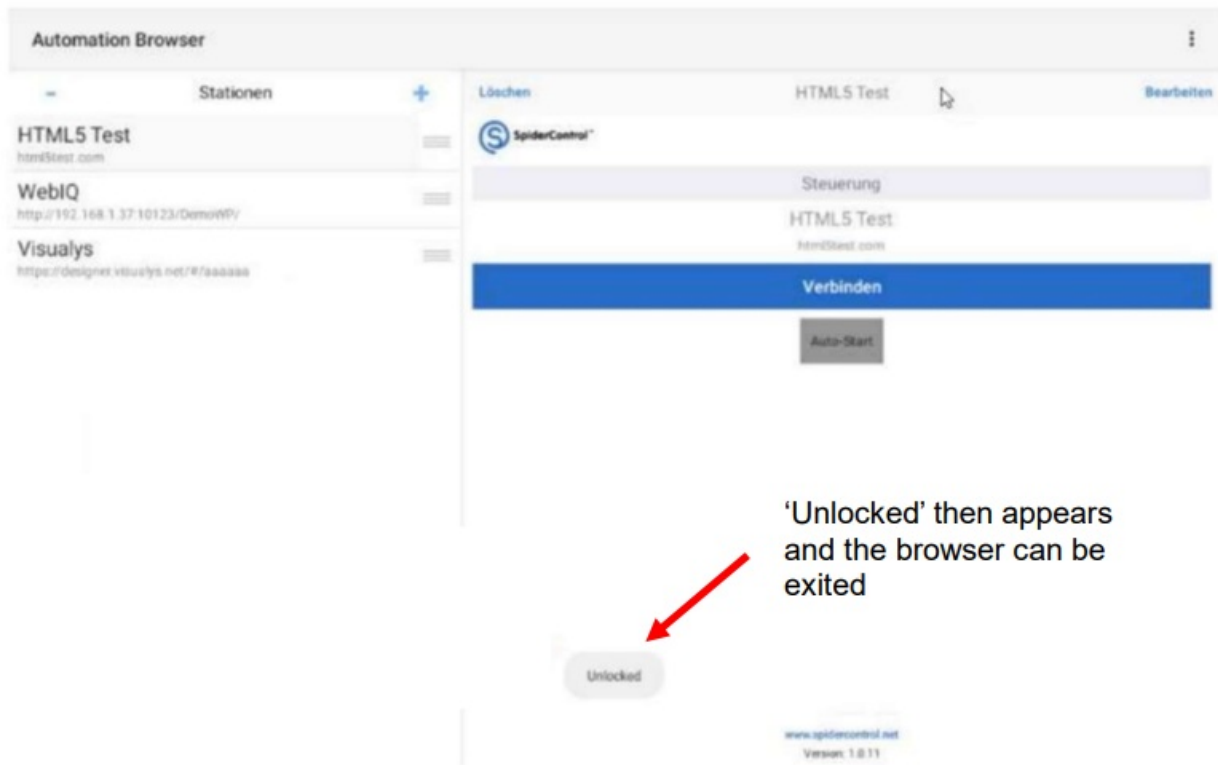 Automation Browser
- Stationen +
HTML5 Test
html5test.com
WebIQ
http://192.168.1.37:10123/DemoWP/
Visualys
https://designer.visualys.net/#/aaaaaa
Löschen HTML5 Test Bearbeiten
SpiderControl™
Steuerung
HTML5 Test
html5test.com
Verbinden
Auto-Start
‘Unlocked’ then appears
and the browser can be
exited
Unlocked
www.spidercontrol.net
Version: 1.0.11